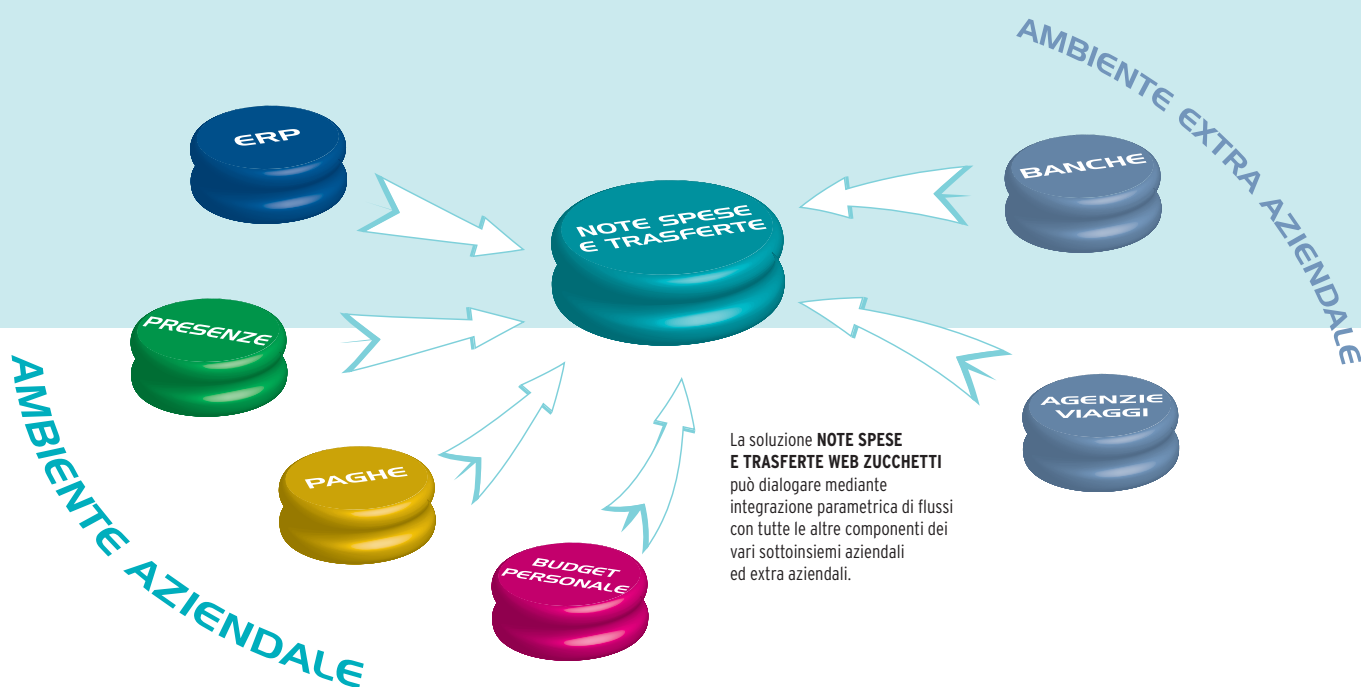 AMBIENTE EXTRA AZIENDALE
ERP
BANCHE
NOTE SPESE
E TRASFERTE
PRESENZE
AGENZIE
VIAGGI
PAGHE
BUDGET
PERSONALE
AMBIENTE AZIENDALE
La soluzione NOTE SPESE
E TRASFERTE WEB ZUCCHETTI
può dialogare mediante
integrazione parametrica di flussi
con tutte le altre componenti dei
vari sottoinsiemi aziendali
ed extra aziendali.